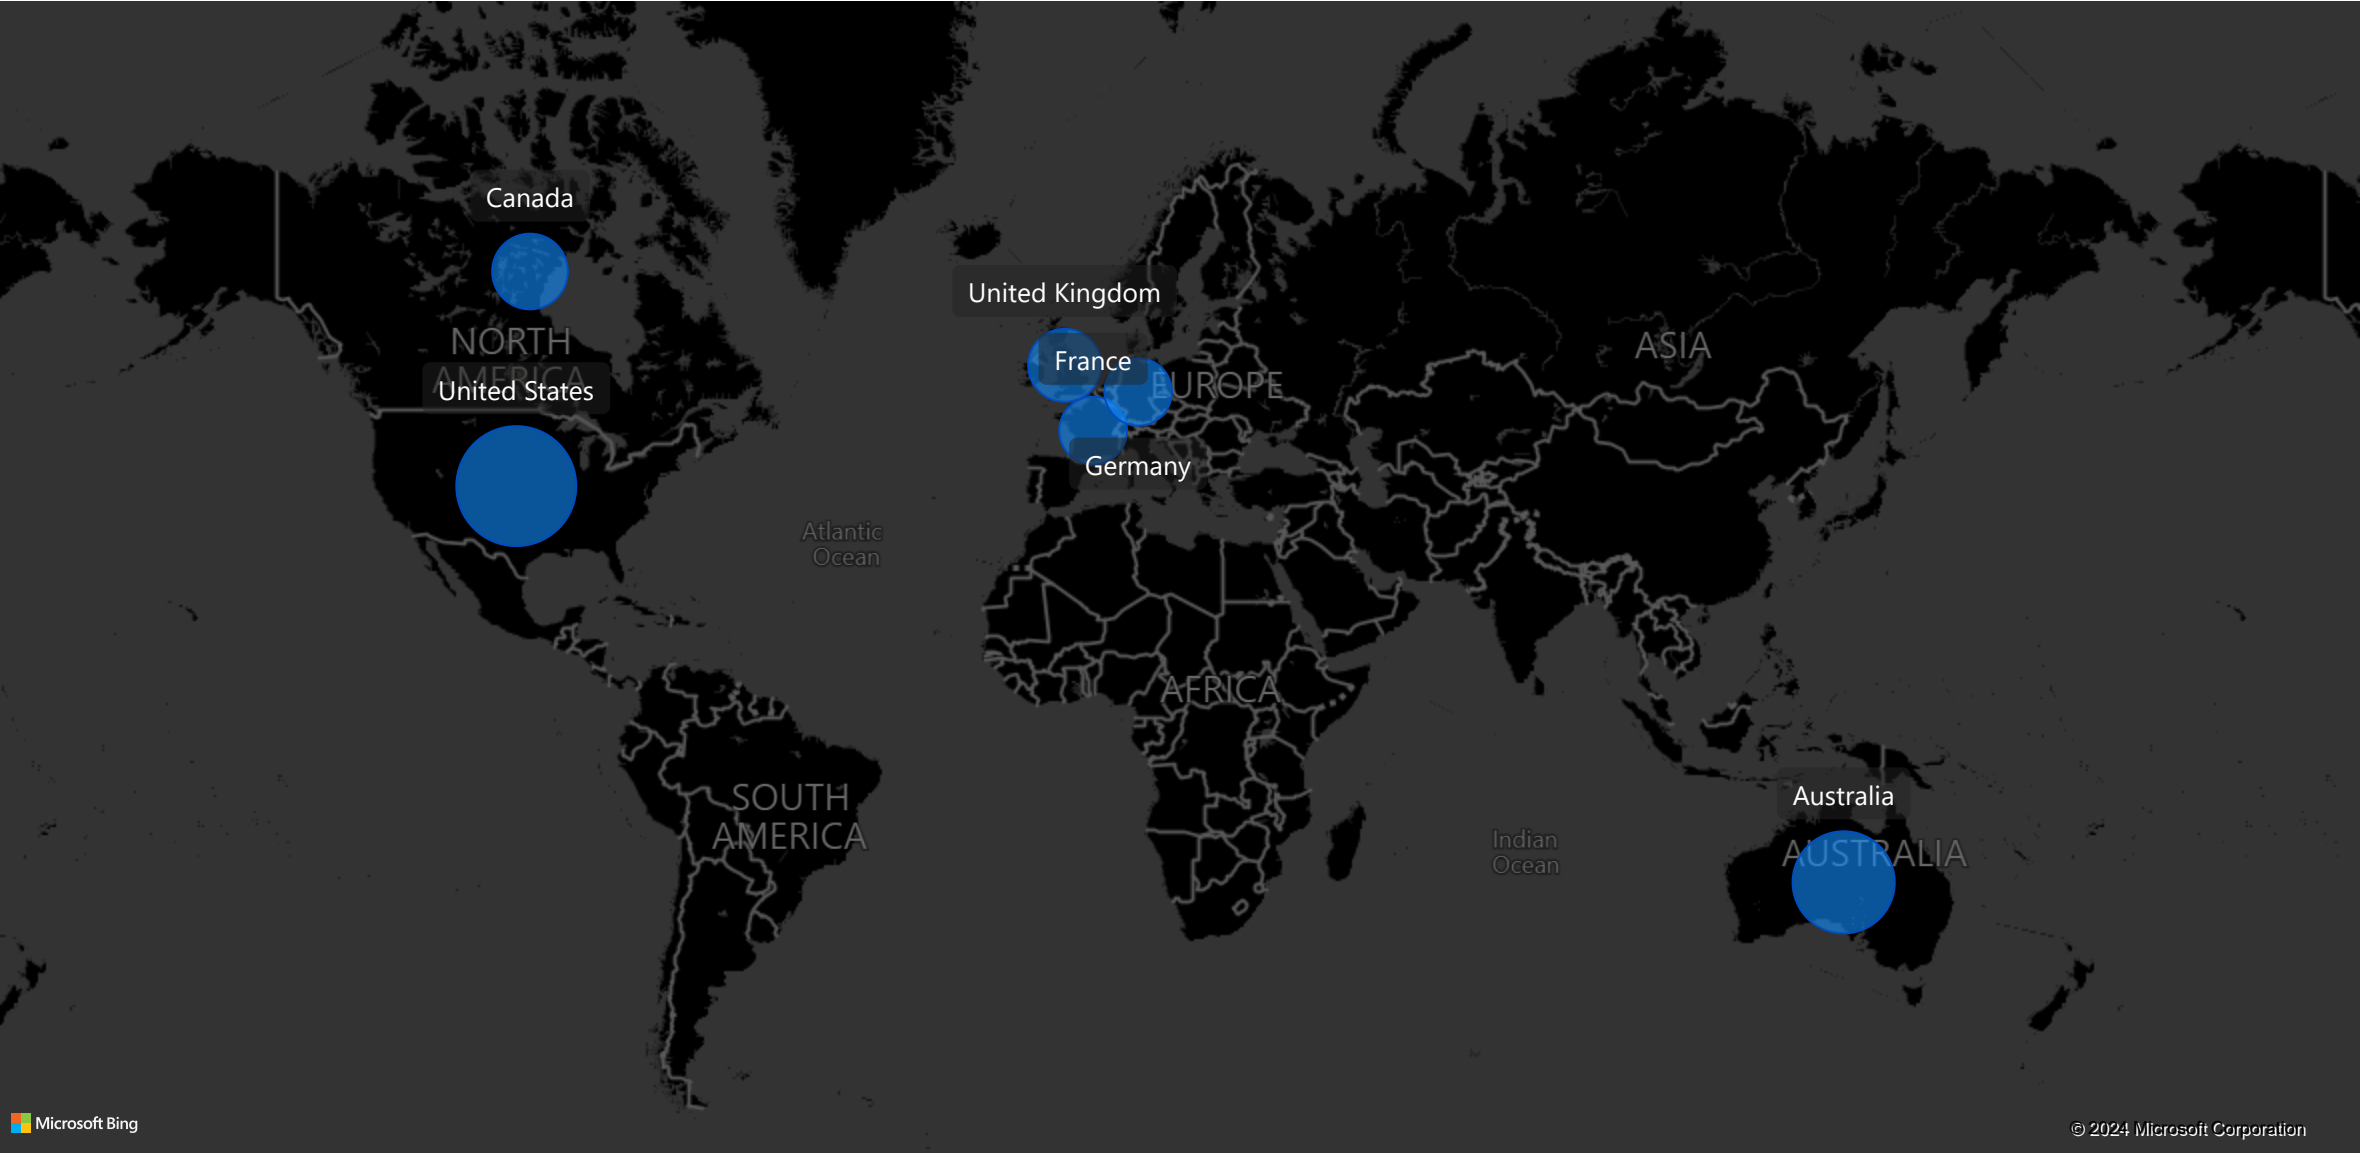 Canada
United Kingdom
NORTH
AMERICA
United States
France
EUROPE
ASIA
Germany
Atlantic
Ocean
AFRICA
SOUTH
AMERICA
Australia
AUSTRALIA
Indian
Ocean
Microsoft Bing
© 2024 Microsoft Corporation